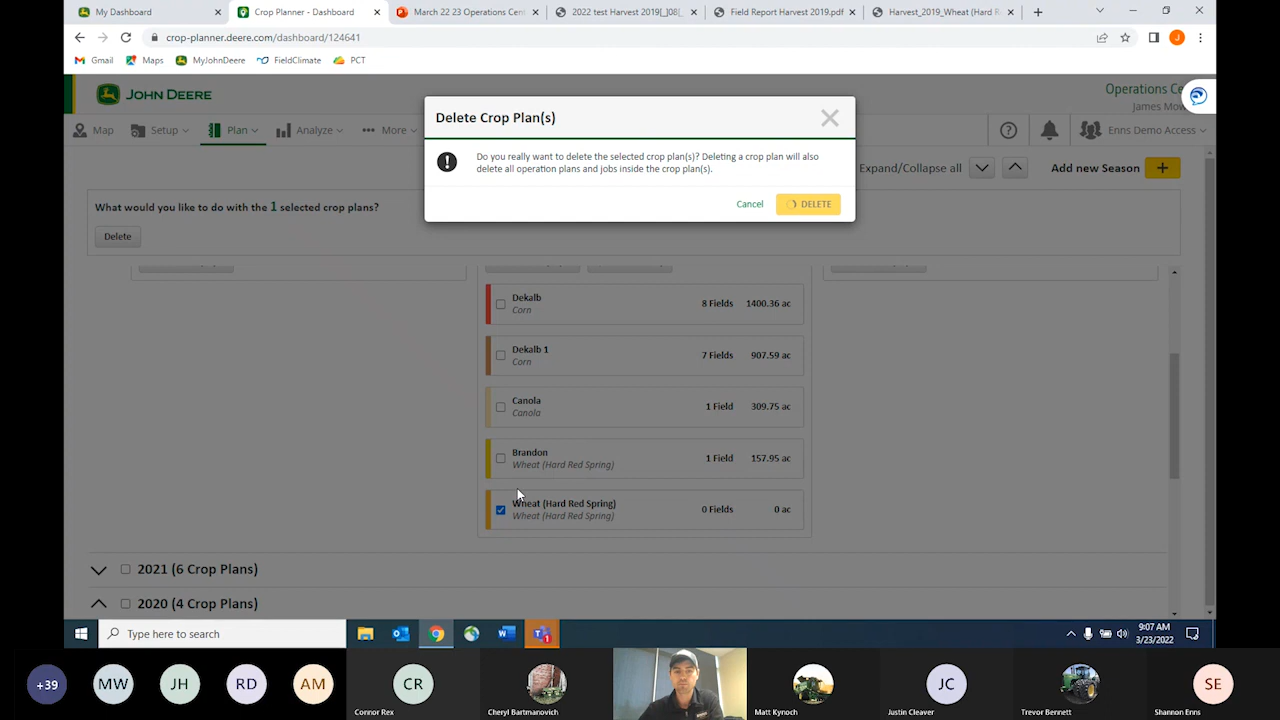 My Dashboard
Crop Planner - Dashboard
March 22 23 Operations Cent
2022 test Harvest 2019[_]08[_
Field Report Harvest 2019.pdf
Harvest_2019_Wheat (Hard R
crop-planner.deere.com/dashboard/124641
J
Gmail
Maps
MyJohnDeere
FieldClimate
PCT
JOHN DEERE
Operations Ce
James Mow
Map
Setup
Plan
Analyze
More
Enns Demo Access
Delete Crop Plan(s)
Do you really want to delete the selected crop plan(s)? Deleting a crop plan will also
delete all operation plans and jobs inside the crop plan(s).
Cancel
DELETE
Expand/Collapse all
Add new Season
What would you like to do with the 1 selected crop plans?
Delete
Dekalb
Corn
8 Fields 1400.36 ac
Dekalb 1
Corn
7 Fields 907.59 ac
Canola
Canola
1 Field 309.75 ac
Brandon
Wheat (Hard Red Spring)
1 Field 157.95 ac
Wheat (Hard Red Spring)
Wheat (Hard Red Spring)
0 Fields 0 ac
2021 (6 Crop Plans)
2020 (4 Crop Plans)
Type here to search
1
9:07 AM
3/23/2022
+39
MW
JH
RD
AM
CR
Connor Rex
Cheryl Bartmanovich
Matt Kynoch
JC
Justin Cleaver
Trevor Bennett
SE
Shannon Enns